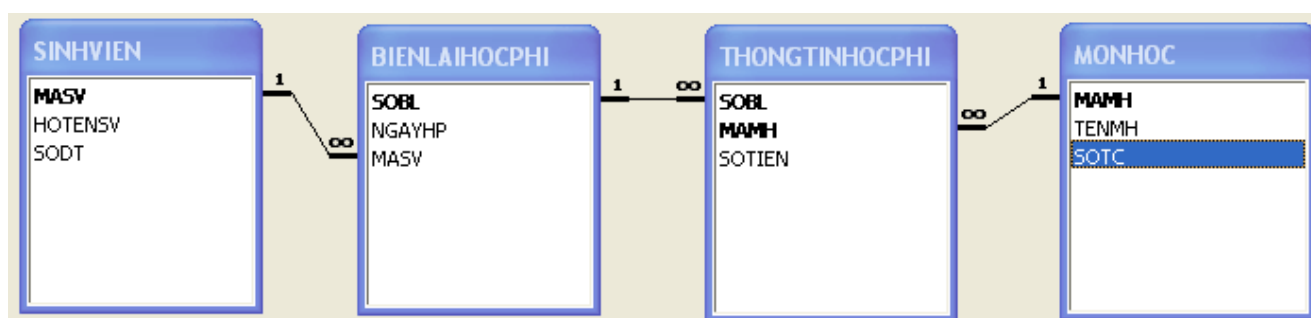 SINHVIEN
MASV
HOTENSV
SODT
1
∞
BIENLAIHOCPHI
SOBL
NGAYHP
MASV
1
∞
THONGTINHOCPHI
SOBL
MAMH
SOTIEN
∞
1
MONHOC
MAMH
TENMH
SOTC